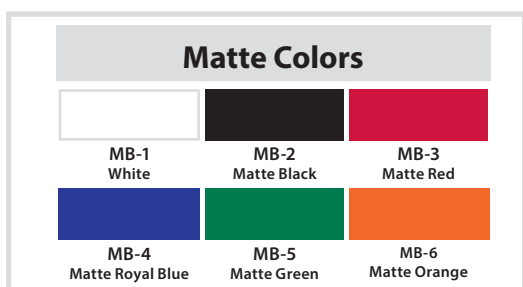 Matte Colors
MB-1 MB-2 MB-3
White Matte Black Matte Red
MB-4 MB-5 MB-6
Matte Royal Blue Matte Green Matte Orange